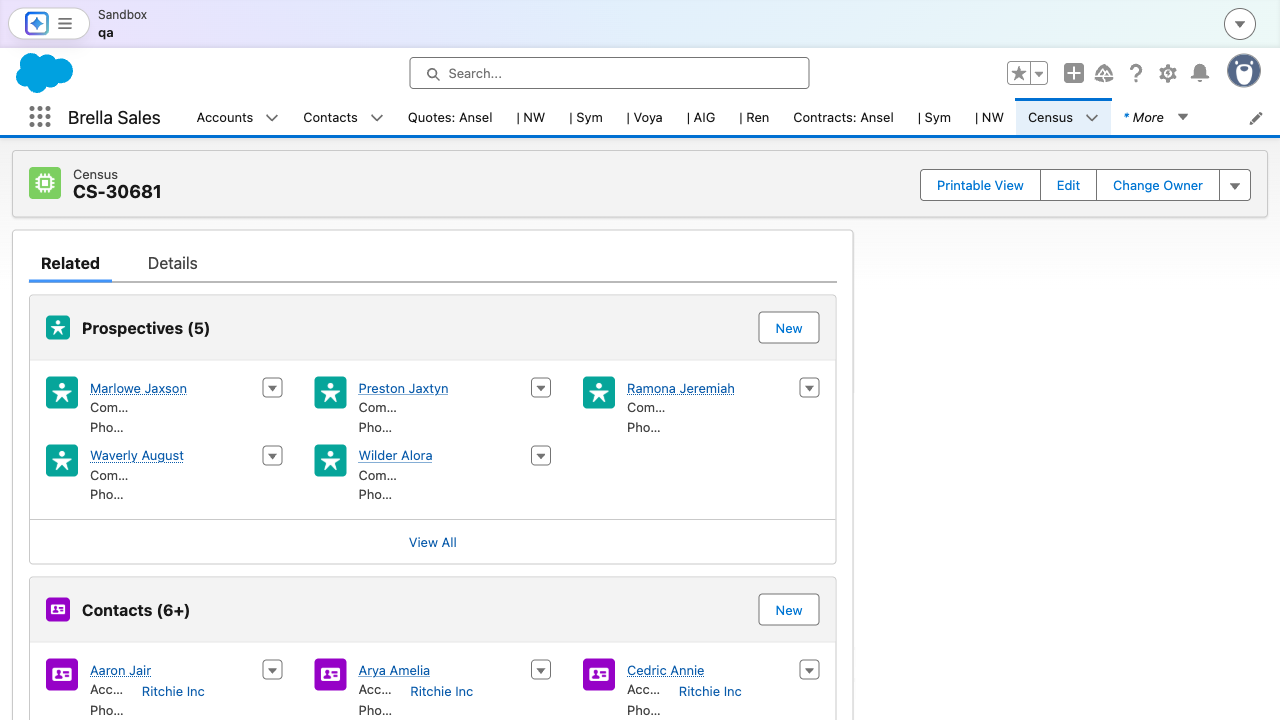 Sandbox
qa
Search...
Brella Sales
Accounts
Contacts
Quotes: Ansel
| NW
| Sym
| Voya
| AIG
| Ren
Contracts: Ansel
| Sym
| NW
Census
* More
Census
CS-30681
Printable View
Edit
Change Owner
Related
Details
Prospectives (5)
New
Marlowe Jaxson
Com...
Pho...
Preston Jaxtyn
Com...
Pho...
Ramona Jeremiah
Com...
Pho...
Waverly August
Com...
Pho...
Wilder Alora
Com...
Pho...
View All
Contacts (6+)
New
Aaron Jair
Acc... Ritchie Inc
Pho...
Arya Amelia
Acc... Ritchie Inc
Pho...
Cedric Annie
Acc... Ritchie Inc
Pho...